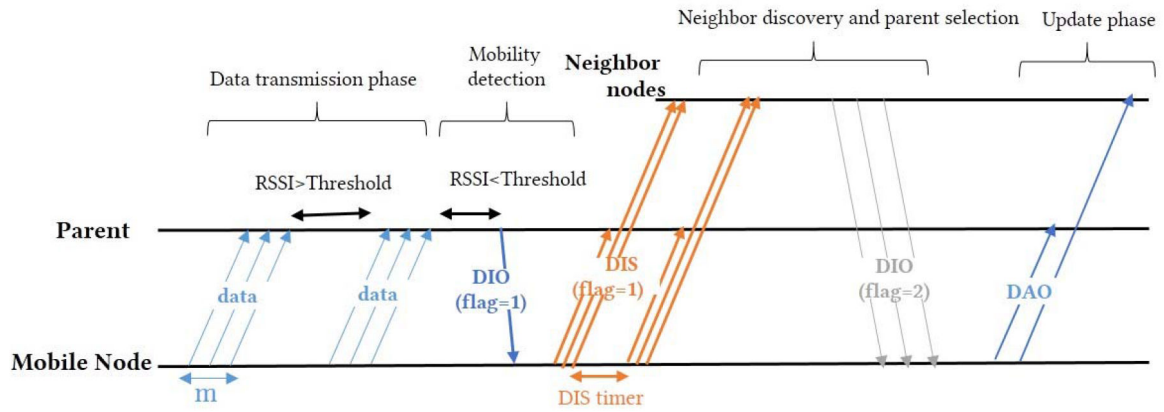 Neighbor discovery and parent selection
Update phase
Mobility
detection
Data transmission phase
Neighbor
nodes
RSSI>Threshold
RSSI<Threshold
Parent
data
data
DIO
(flag=1)
DIS
(flag=1)
DIO
(flag=2)
DAO
Mobile Node
m
DIS timer